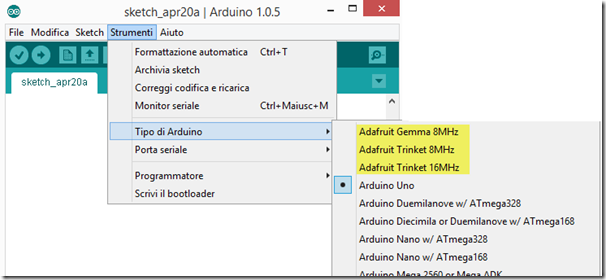 sketch_apr20a | Arduino 1.0.5
File Modifica Sketch Strumenti Aiuto
sketch_apr20a
Formattazione automatica Ctrl+T
Archivia sketch
Correggi codifica e ricarica
Monitor seriale Ctrl+Maiusc+M
Tipo di Arduino
Porta seriale
Programmatore
Scrivi il bootloader
Adafruit Gemma 8MHz
Adafruit Trinket 8MHz
Adafruit Trinket 16MHz
Arduino Uno
Arduino Duemilanove w/ ATmega328
Arduino Diecimila or Duemilanove w/ ATmega168
Arduino Nano w/ ATmega328
Arduino Nano w/ ATmega168
Arduino Mega 2560 or Mega ADK